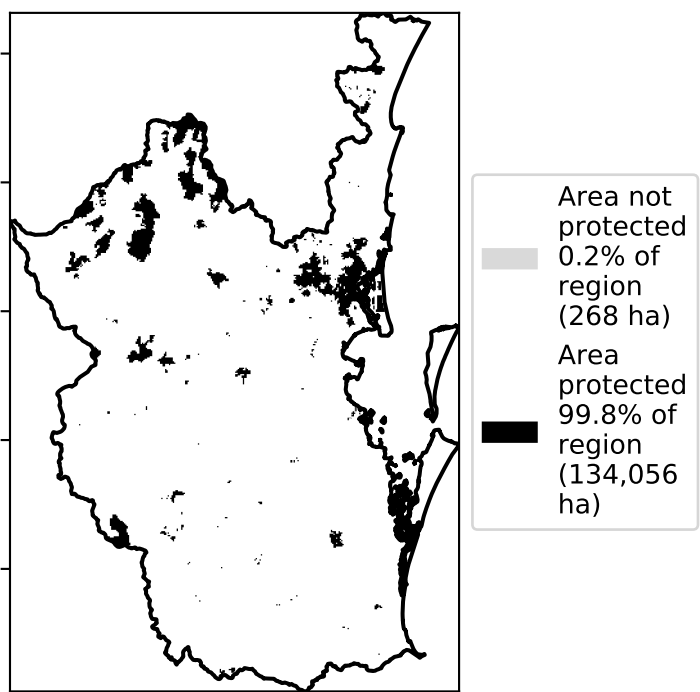 Area not
protected
0.2% of
region
(268 ha)
Area
protected
99.8% of
region
(134,056
ha)